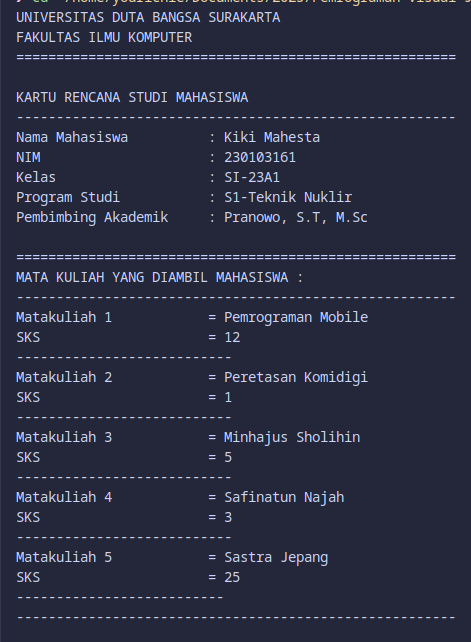 UNIVERSITAS DUTA BANGSA SURAKARTA
FAKULTAS ILMU KOMPUTER
=======================================================
KARTU RENCANA STUDI MAHASISWA
-------------------------------------------------------
Nama Mahasiswa          : Kiki Mahesta
NIM                     : 230103161
Kelas                   : SI-23A1
Program Studi           : S1-Teknik Nuklir
Pembimbing Akademik     : Pranowo, S.T, M.Sc
=======================================================
MATA KULIAH YANG DIAMBIL MAHASISWA :
-------------------------------------------------------
Matakuliah 1            = Pemrograman Mobile
SKS                     = 12
---------------------------
Matakuliah 2            = Peretasan Komidigi
SKS                     = 1
---------------------------
Matakuliah 3            = Minhajus Sholihin
SKS                     = 5
---------------------------
Matakuliah 4            = Safinatun Najah
SKS                     = 3
---------------------------
Matakuliah 5            = Sastra Jepang
SKS                     = 25
--------------------------
-------------------------------------------------------